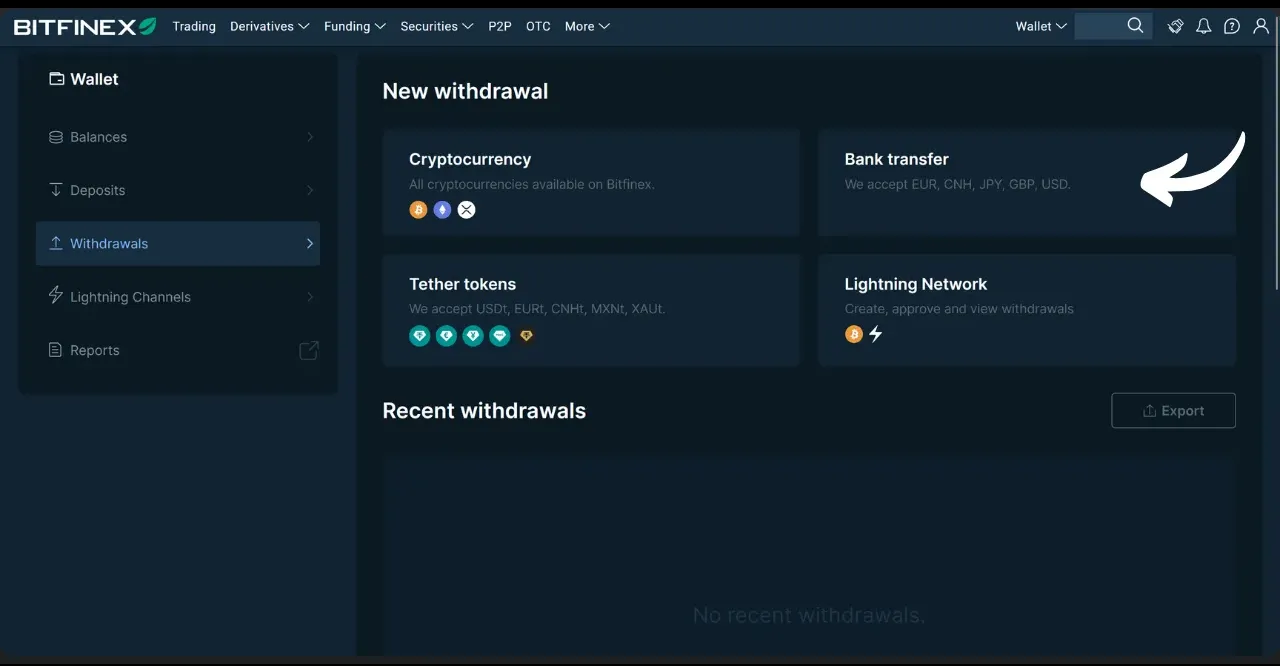 BITFINEX Trading Derivatives Funding Securities P2P OTC More Wallet
Wallet
Balances
Deposits
Withdrawals
Lightning Channels
Reports
New withdrawal
Cryptocurrency
All cryptocurrencies available on Bitfinex.
Bank transfer
We accept EUR, CNH, JPY, GBP, USD.
Tether tokens
We accept USDt, EURt, CNHt, MXNt, XAUt.
Lightning Network
Create, approve and view withdrawals
Recent withdrawals
Export
No recent withdrawals.